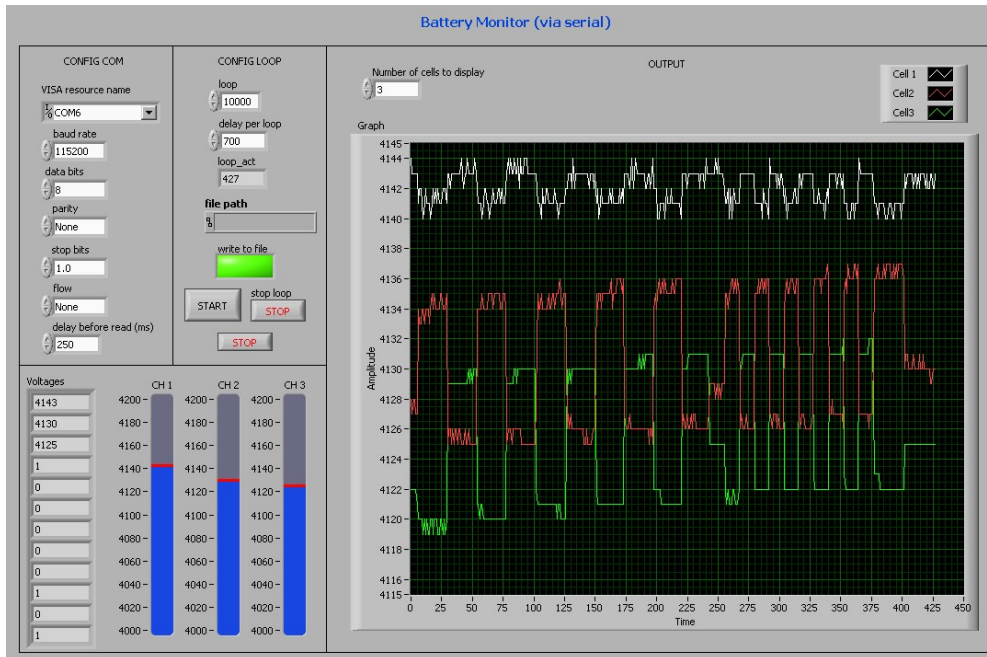 Battery Monitor (via serial)
CONFIG COM
VISA resource name
COM6
baud rate
115200
data bits
8
parity
None
stop bits
1.0
flow
None
delay before read (ms)
250
CONFIG LOOP
loop
10000
delay per loop
700
loop_act
427
file path
write to file
START
stop loop
STOP
STOP
Voltages
4143
4130
4125
1
0
0
0
0
0
1
0
1
CH 1
4200
4180
4160
4140
4120
4100
4080
4060
4040
4020
4000
CH 2
4200
4180
4160
4140
4120
4100
4080
4060
4040
4020
4000
CH 3
4200
4180
4160
4140
4120
4100
4080
4060
4040
4020
4000
OUTPUT
Number of cells to display
3
Cell 1
Cell2
Cell3
Graph
Amplitude
4145
4144
4142
4140
4138
4136
4134
4132
4130
4128
4126
4124
4122
4120
4118
4116
4115
0 25 50 75 100 125 150 175 200 225 250 275 300 325 350 375 400 425 450
Time